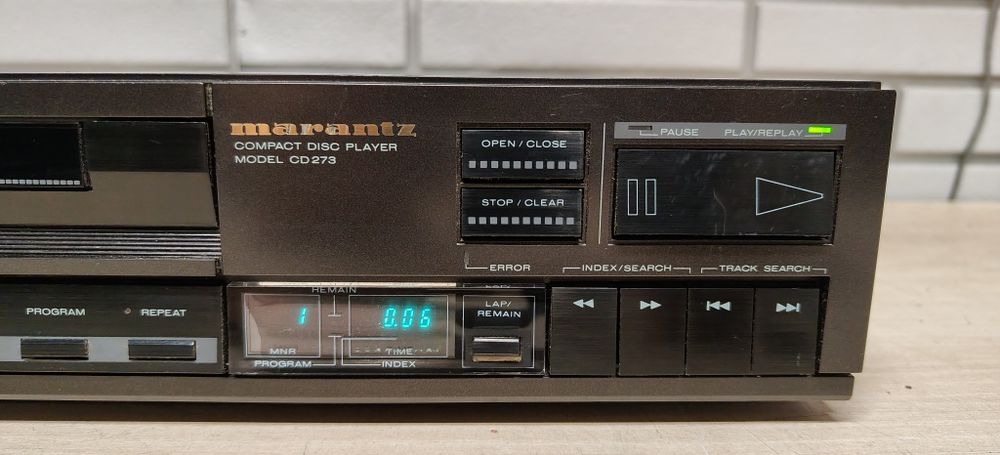 marantz
COMPACT DISC PLAYER
MODEL CD273
OPEN / CLOSE
STOP / CLEAR
PAUSE PLAY/REPLAY
ERROR
INDEX/SEARCH
TRACK SEARCH
PROGRAM
REPEAT
REMAIN
1
0.06
MNR
TIME
PROGRAM
INDEX
LAP/
REMAIN